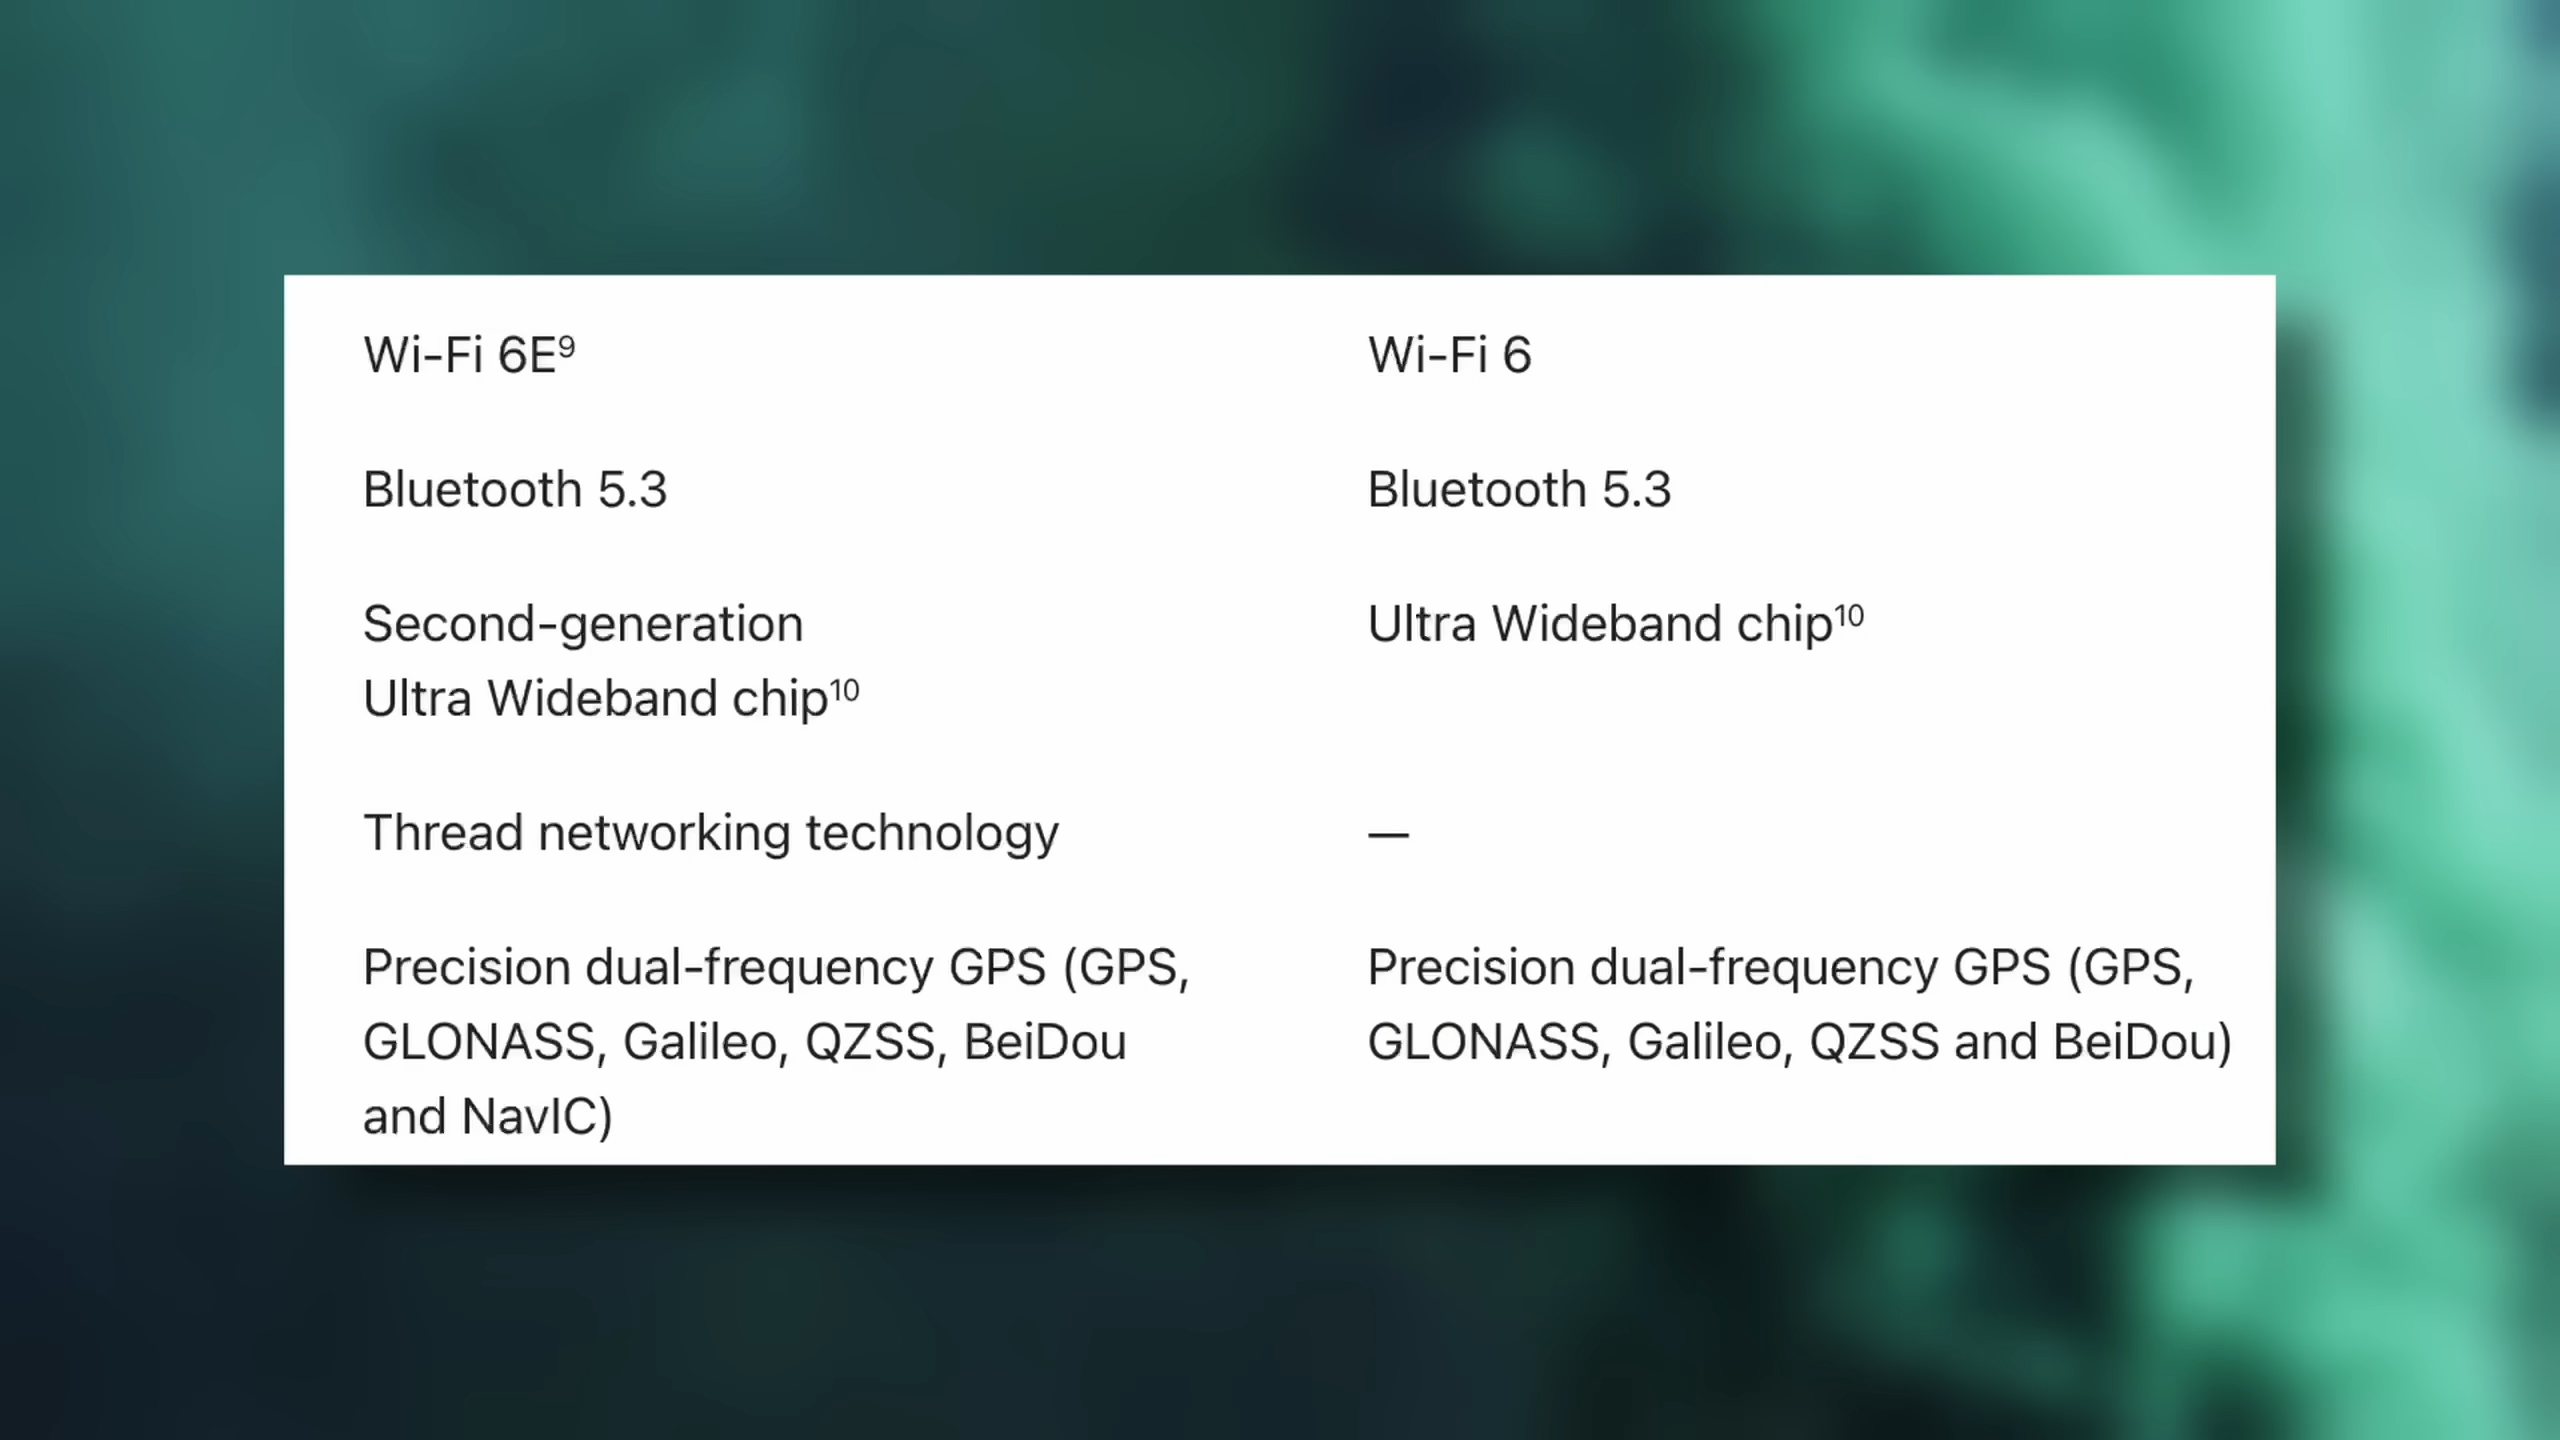 Wi-Fi 6E⁹
Wi-Fi 6
Bluetooth 5.3
Bluetooth 5.3
Second-generation
Ultra Wideband chip¹⁰
Ultra Wideband chip¹⁰
Thread networking technology
—
Precision dual-frequency GPS (GPS,
GLONASS, Galileo, QZSS, BeiDou
and NavIC)
Precision dual-frequency GPS (GPS,
GLONASS, Galileo, QZSS and BeiDou)